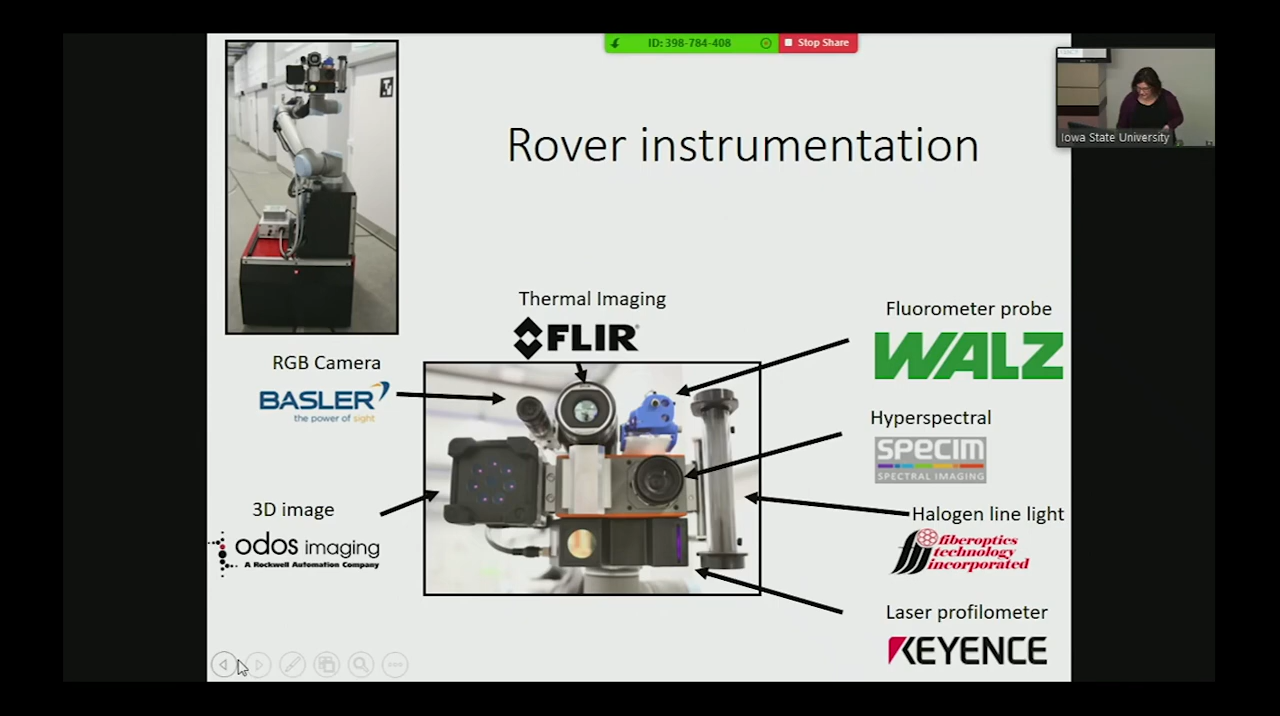 ID: 398-784-408
Stop Share
Iowa State University
Rover instrumentation
Thermal Imaging
FLIR
Fluorometer probe
WALZ
RGB Camera
BASLER
the power of sight
Hyperspectral
SPECIM
SPECTRAL IMAGING
3D image
odos imaging
A Rockwell Automation Company
Halogen line light
fiberoptics
technology
incorporated
Laser profilometer
KEYENCE